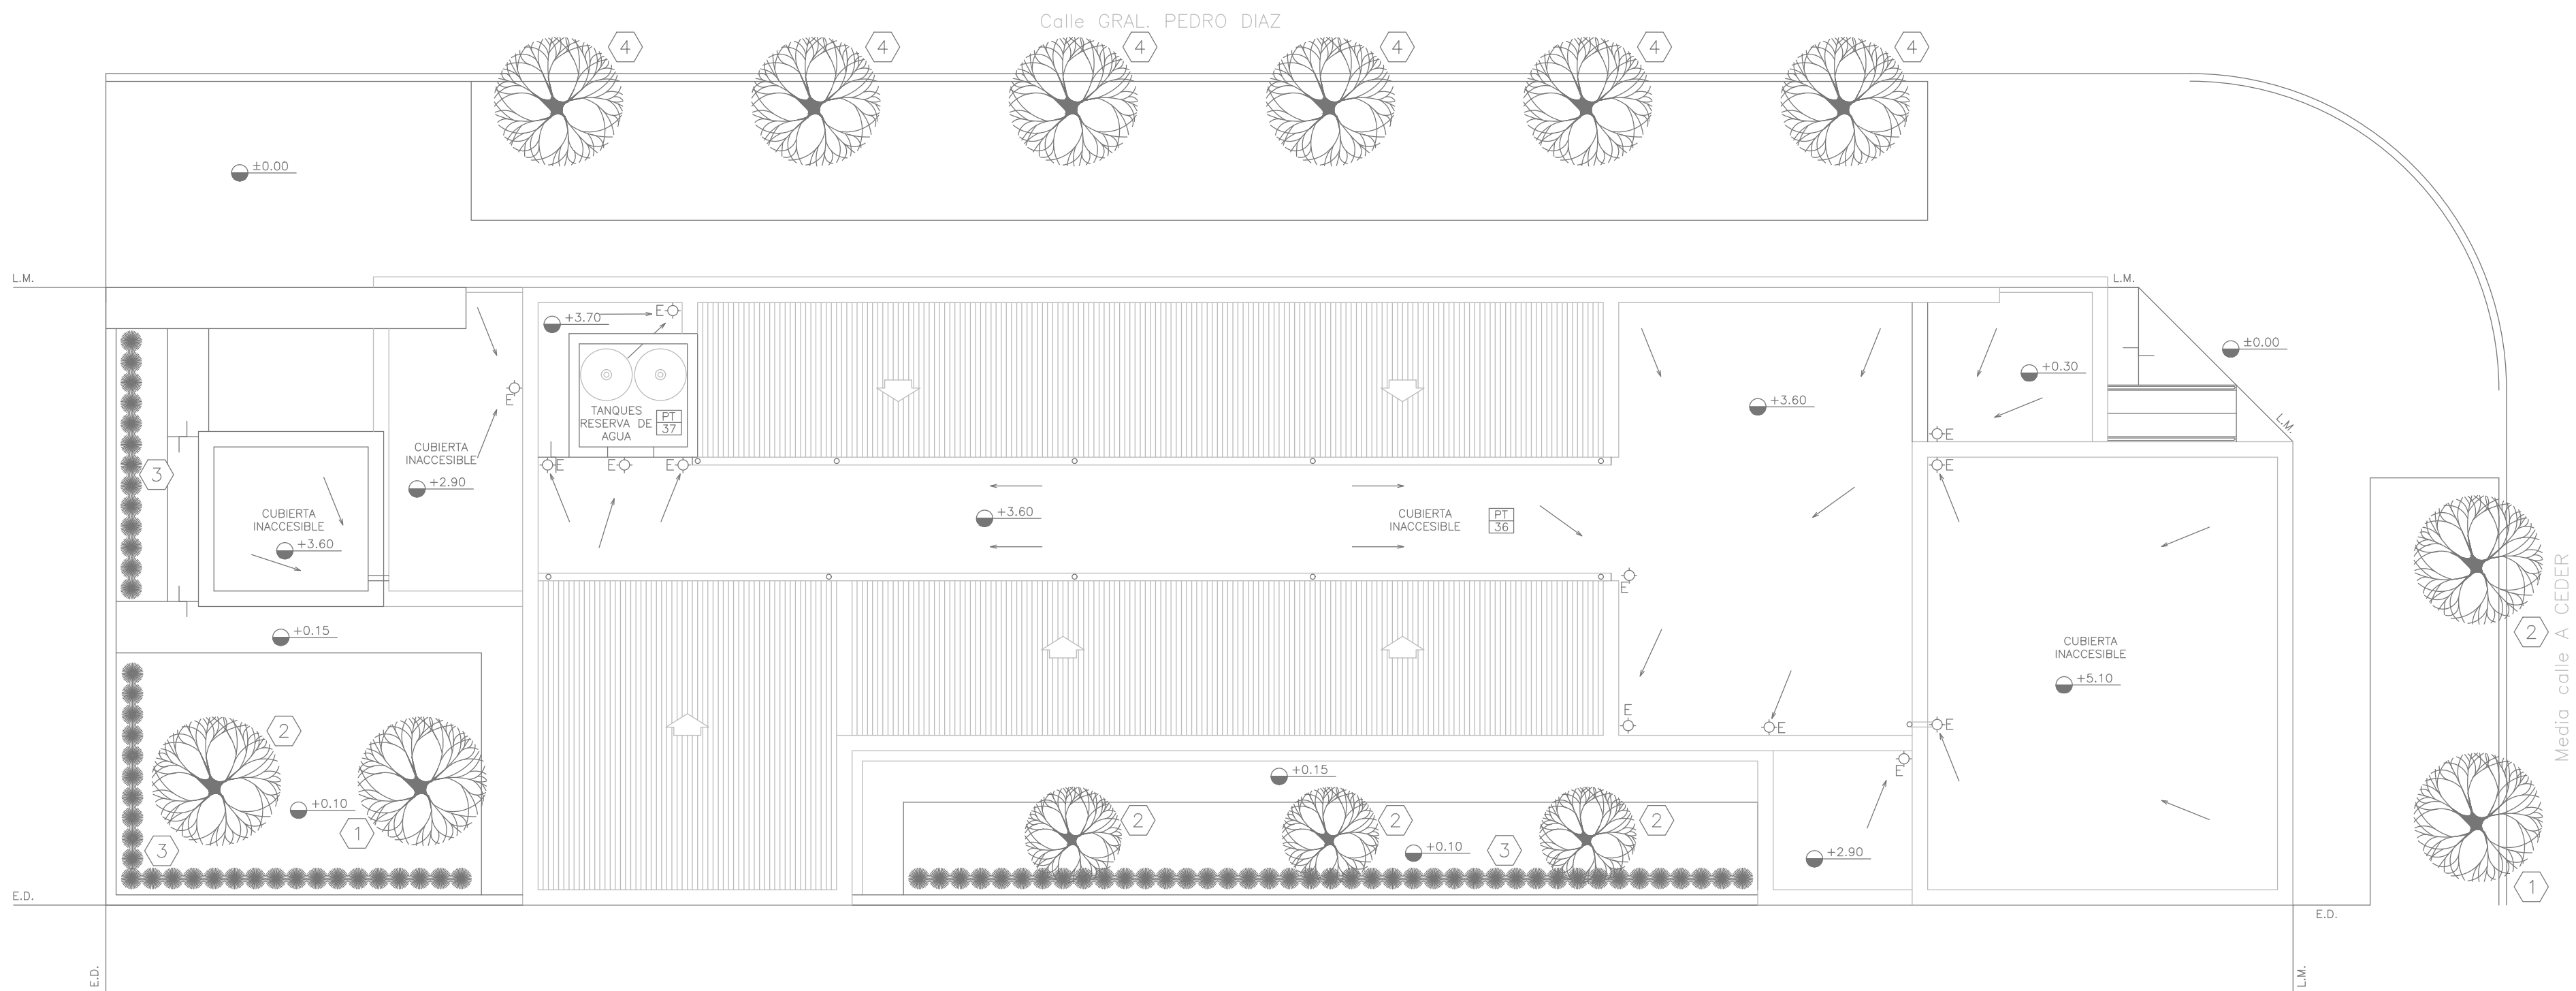 Calle GRAL. PEDRO DIAZ
4
4
4
4
4
4
±0.00
L.M.
L.M.
+3.70
E
±0.00
+0.30
E
TANQUES
RESERVA DE
AGUA
PT
37
+3.60
L.M.
CUBIERTA
INACCESIBLE
+2.90
3
E
E
E
E
E
E
CUBIERTA
INACCESIBLE
+3.60
+3.60
CUBIERTA
INACCESIBLE
PT
36
E
+0.15
2
Media calle A CEDER
CUBIERTA
INACCESIBLE
+5.10
2
E
E
E
+0.15
E
+0.10
1
3
2
2
2
+0.10
3
+2.90
1
E.D.
E.D.
E.D.
L.M.